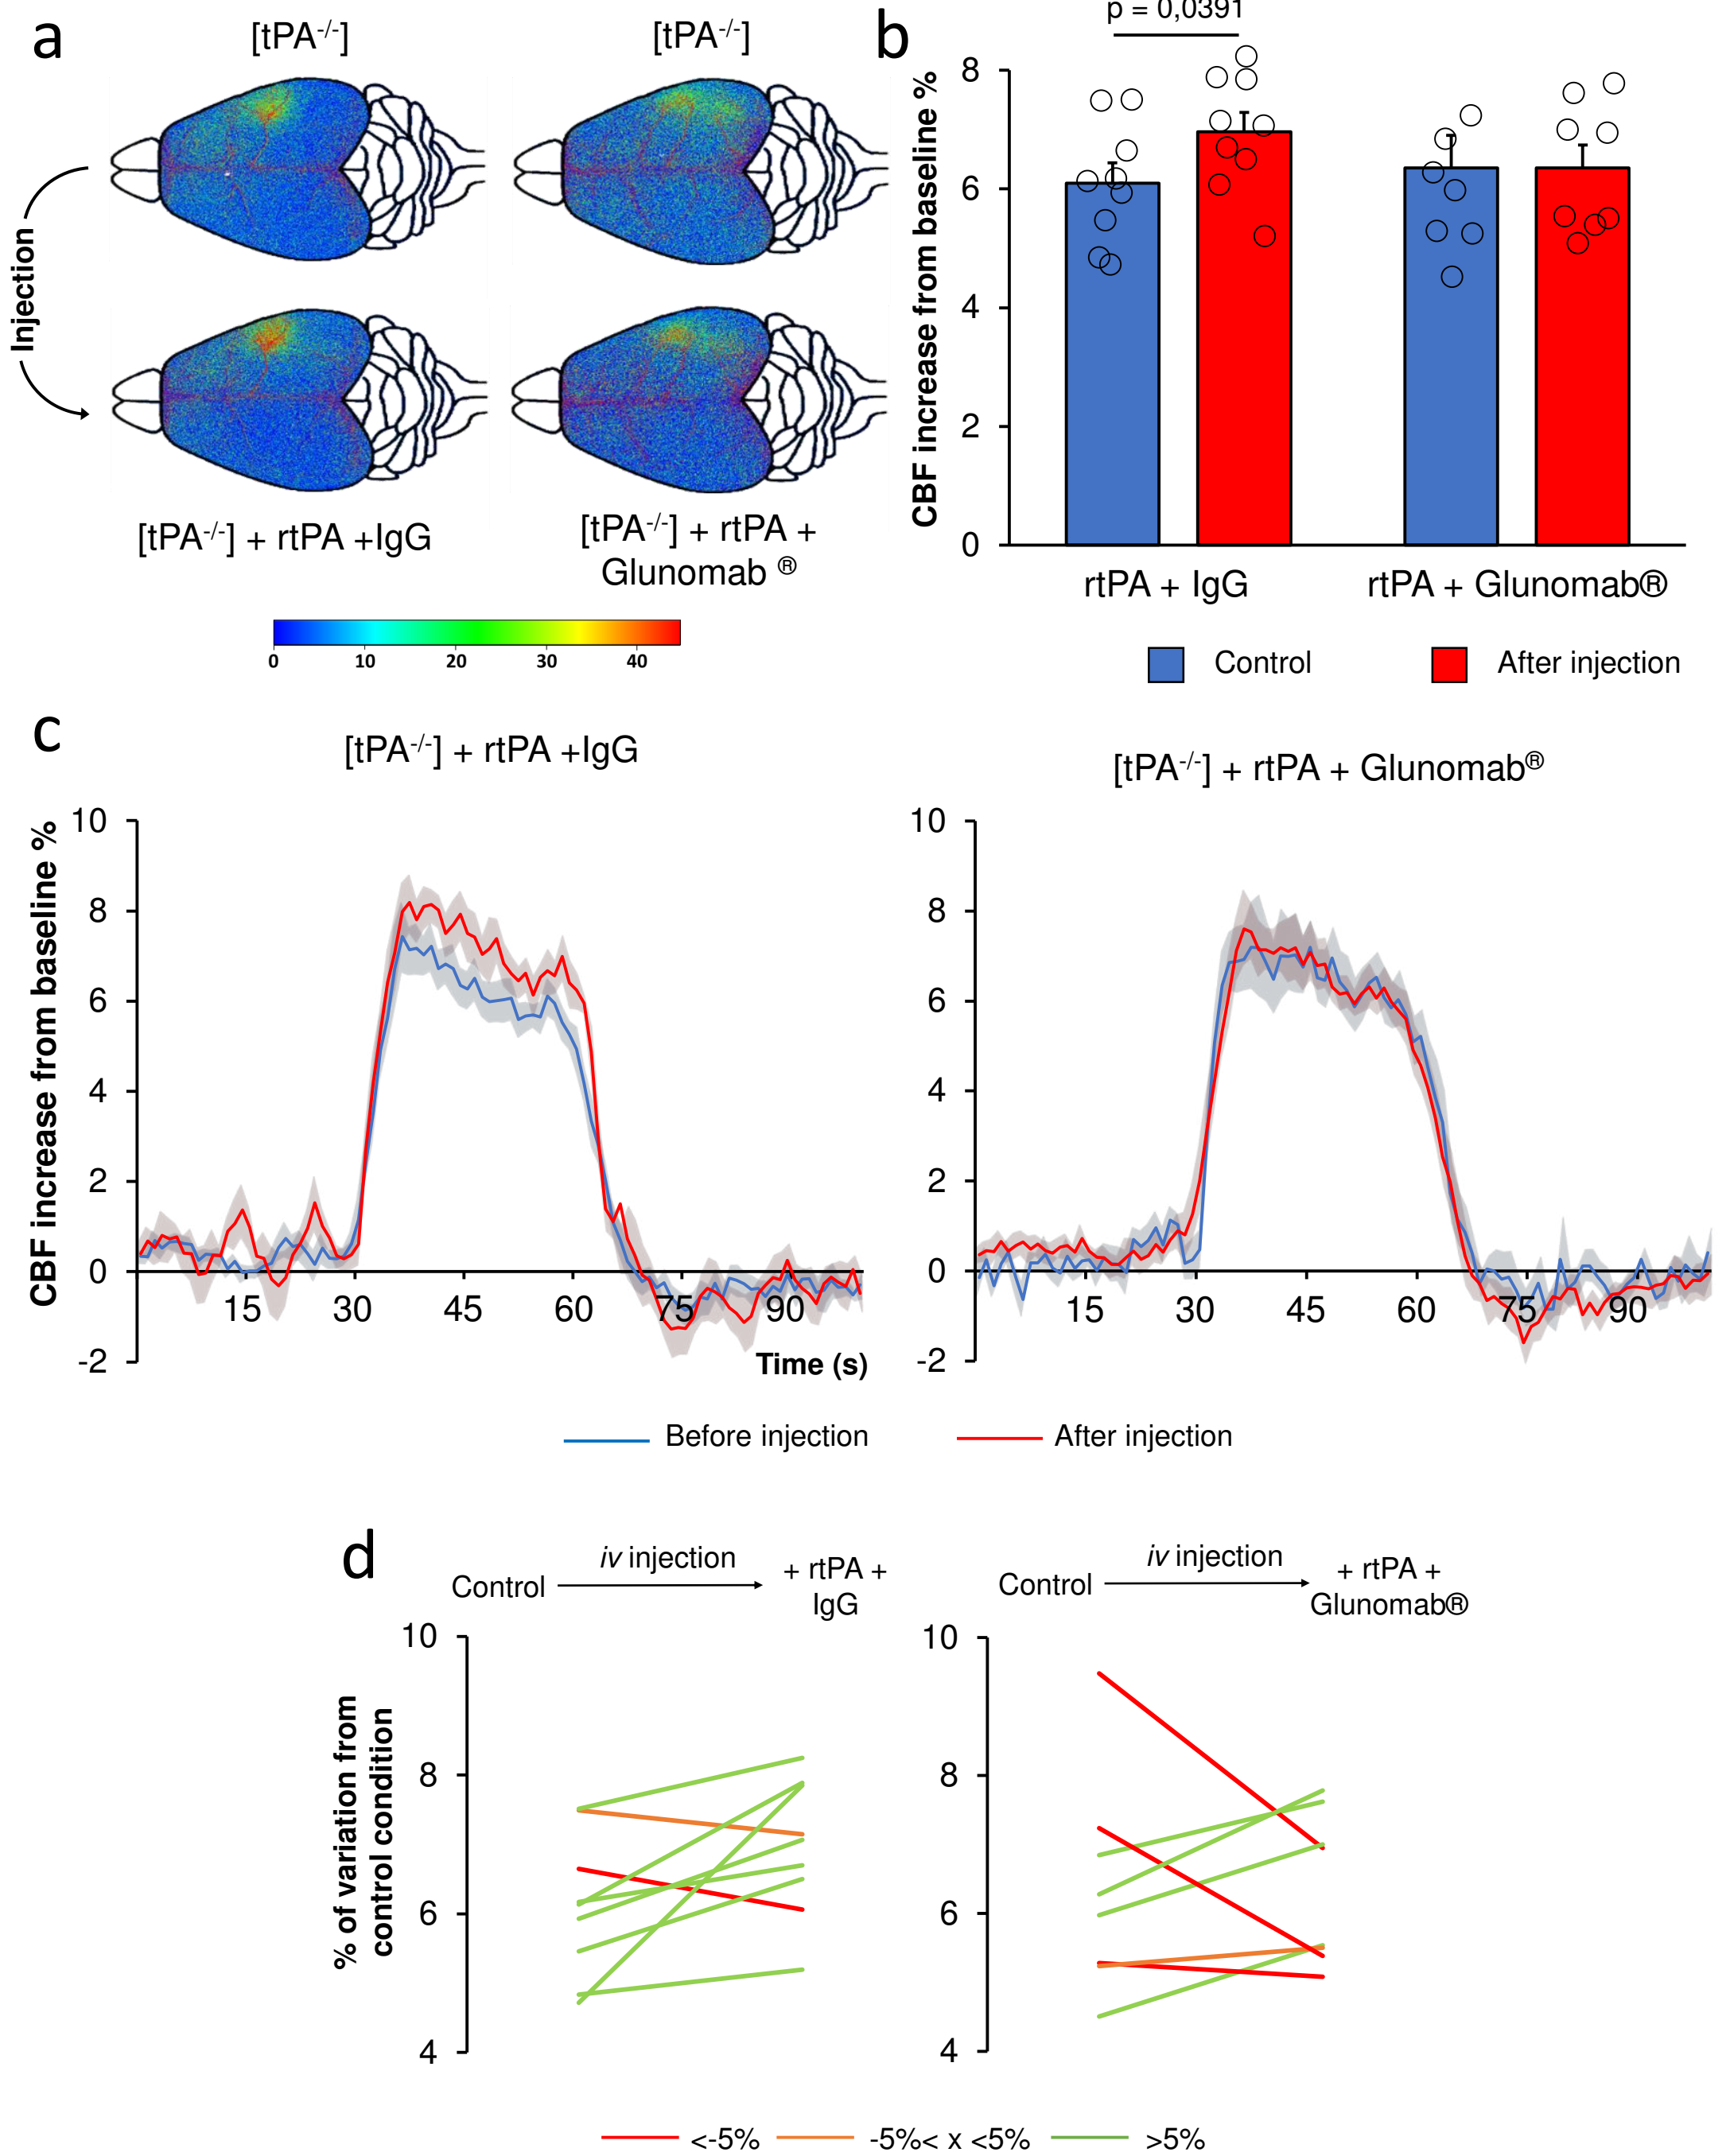 a
[tPA-/-]
[tPA-/-]
Injection
[tPA-/-] + rtPA +IgG
[tPA-/-] + rtPA +
Glunomab ®
0 10 20 30 40
b
p = 0,0391
CBF increase from baseline %
8
6
4
2
0
rtPA + IgG
rtPA + Glunomab®
Control
After injection
c
[tPA-/-] + rtPA +IgG
CBF increase from baseline %
10
8
6
4
2
0
-2
15 30 45 60 75 90
Time (s)
[tPA-/-] + rtPA + Glunomab®
10
8
6
4
2
0
-2
15 30 45 60 75 90
Before injection
After injection
d
Control
iv injection
+ rtPA +
IgG
% of variation from
control condition
10
8
6
4
Control
iv injection
+ rtPA +
Glunomab®
10
8
6
4
<-5%
-5%< x <5%
>5%